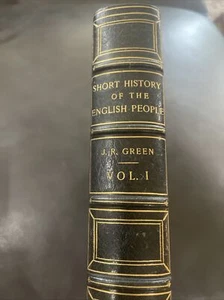 SHORT HISTORY
OF THE
ENGLISH PEOPLE
J. R. GREEN
VOL. I